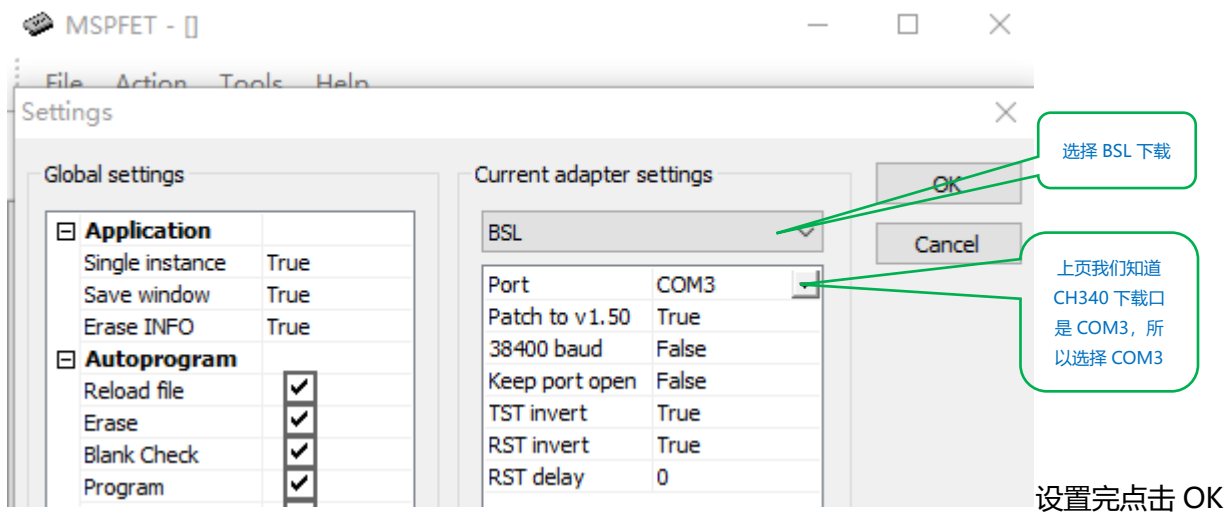 MSPFET - []
File Action Tools Help
Settings
Global settings
Application
Single instance True
Save window True
Erase INFO True
Autoprogram
Reload file
Erase
Blank Check
Program
Current adapter settings
BSL
Port COM3
Patch to v1.50 True
38400 baud False
Keep port open False
TST invert True
RST invert True
RST delay 0
OK
Cancel
选择 BSL 下载
上页我们知道
CH340 下载口
是 COM3，所
以选择 COM3
设置完点击 OK